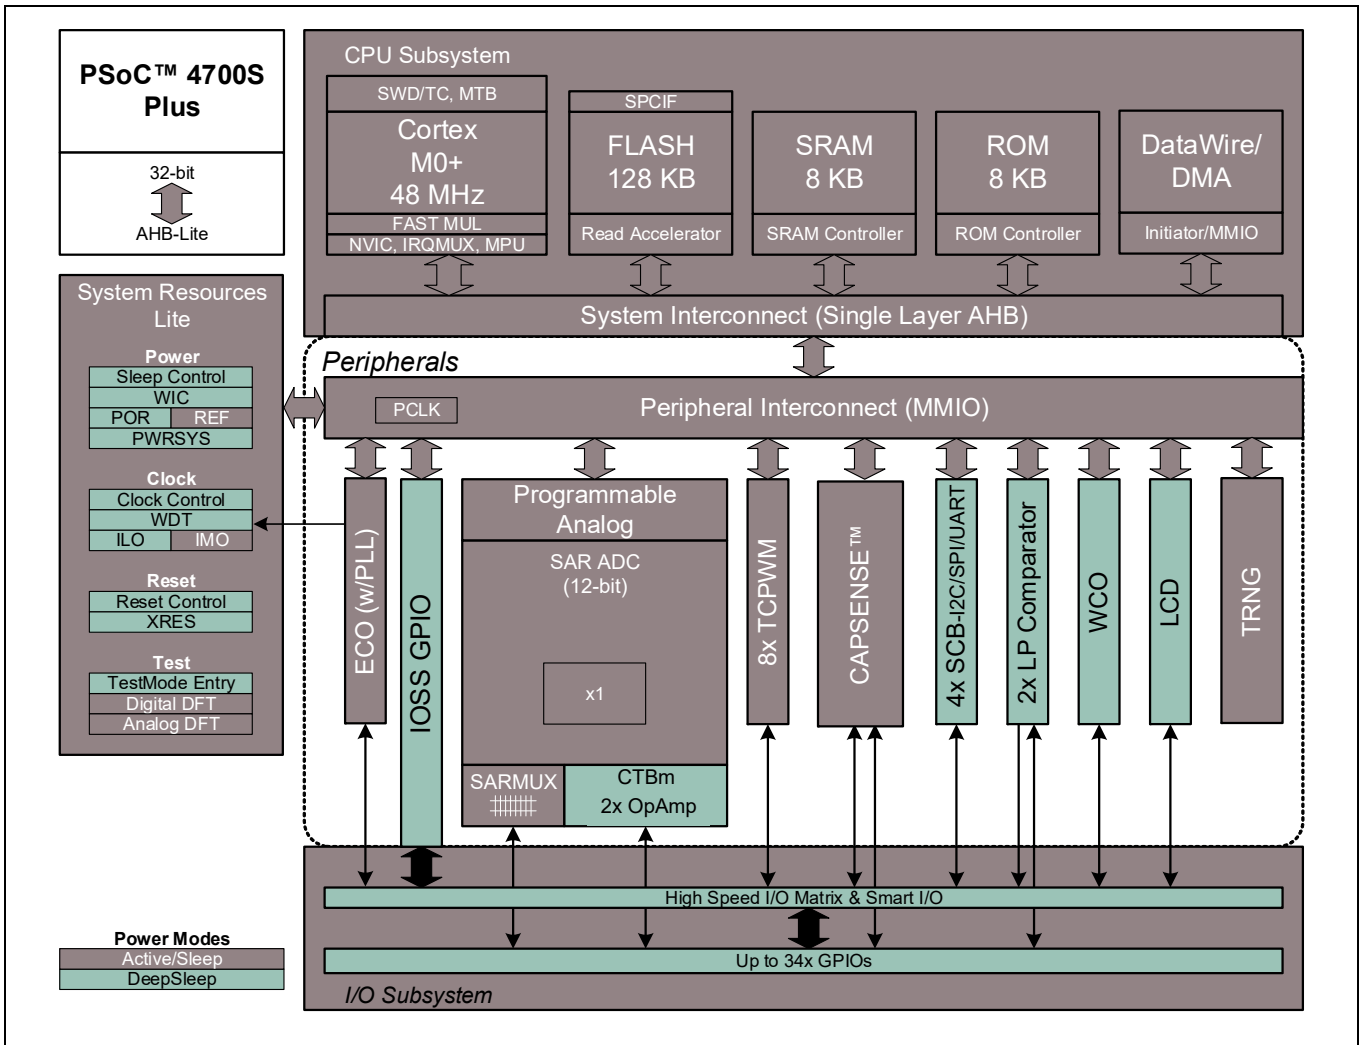 PSoC™ 4700S
Plus
32-bit
AHB-Lite
CPU Subsystem
SWD/TC, MTB
Cortex
M0+
48 MHz
FAST MUL
NVIC, IRQMUX, MPU
SPCIF
FLASH
128 KB
Read Accelerator
SRAM
8 KB
SRAM Controller
ROM
8 KB
ROM Controller
DataWire/
DMA
Initiator/MMIO
System Interconnect (Single Layer AHB)
System Resources
Lite
Power
Sleep Control
WIC
POR REF
PWRSYS
Clock
Clock Control
WDT
ILO IMO
Reset
Reset Control
XRES
Test
TestMode Entry
Digital DFT
Analog DFT
Peripherals
PCLK
Peripheral Interconnect (MMIO)
ECO (w/PLL)
IOSS GPIO
Programmable
Analog
SAR ADC
(12-bit)
x1
SARMUX
CTBm
2x OpAmp
8x TCPWM
CAPSENSE™
4x SCB-I2C/SPI/UART
2x LP Comparator
WCO
LCD
TRNG
High Speed I/O Matrix & Smart I/O
Up to 34x GPIOs
I/O Subsystem
Power Modes
Active/Sleep
DeepSleep